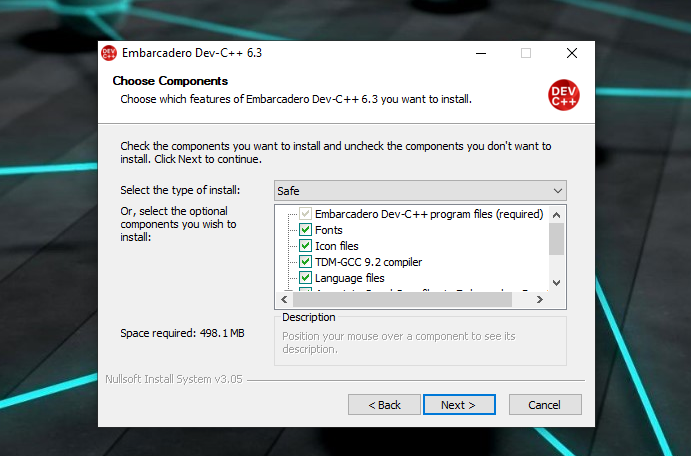 DEV C++ Embarcadero Dev-C++ 6.3
Choose Components
Choose which features of Embarcadero Dev-C++ 6.3 you want to install.
DEV
C++
Check the components you want to install and uncheck the components you don't want to
install. Click Next to continue.
Select the type of install:
Safe
Or, select the optional
components you wish to
install:
Embarcadero Dev-C++ program files (required)
Fonts
Icon files
TDM-GCC 9.2 compiler
Language files
Space required: 498.1 MB
Description
Position your mouse over a component to see its
description.
Nullsoft Install System v3.05
< Back
Next >
Cancel